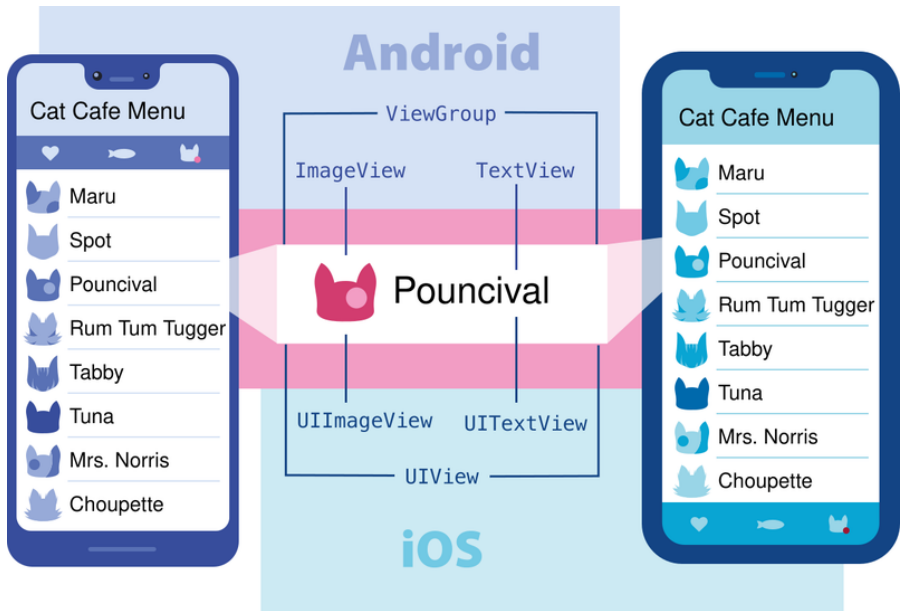 Android
Cat Cafe Menu
Maru
Spot
Pouncival
Rum Tum Tugger
Tabby
Tuna
Mrs. Norris
Choupette
ViewGroup
ImageView
TextView
Pouncival
UIImageView
UITextView
UIView
iOS
Cat Cafe Menu
Maru
Spot
Pouncival
Rum Tum Tugger
Tabby
Tuna
Mrs. Norris
Choupette